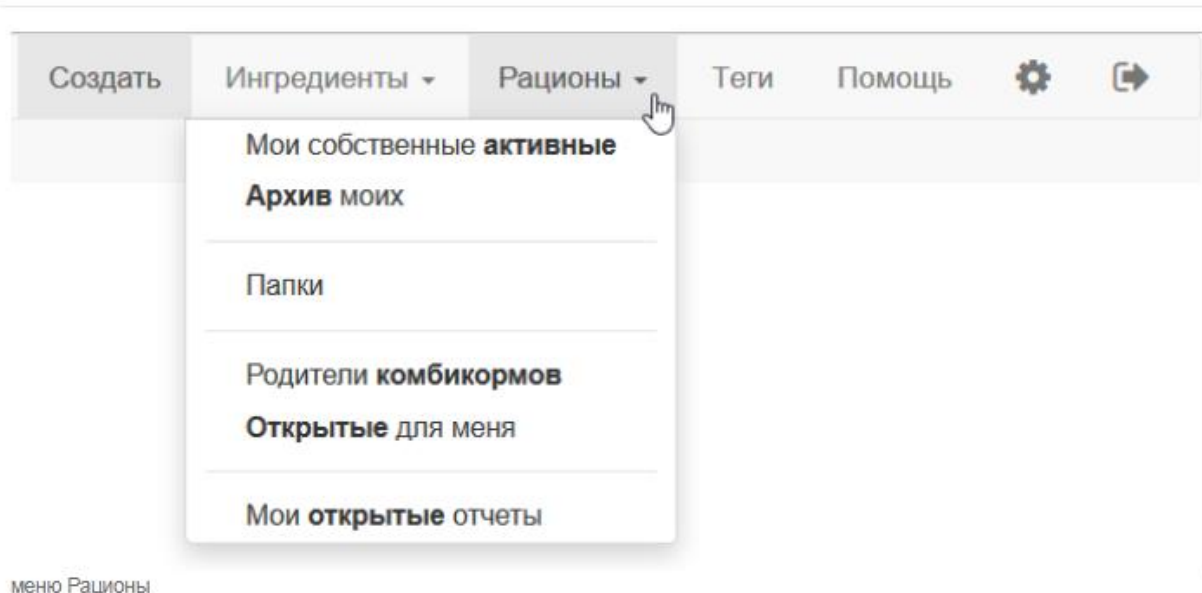 Создать Ингредиенты Рационы Теги Помощь
Мои собственные активные
Архив моих
Папки
Родители комбикормов
Открытые для меня
Мои открытые отчеты
меню Рационы